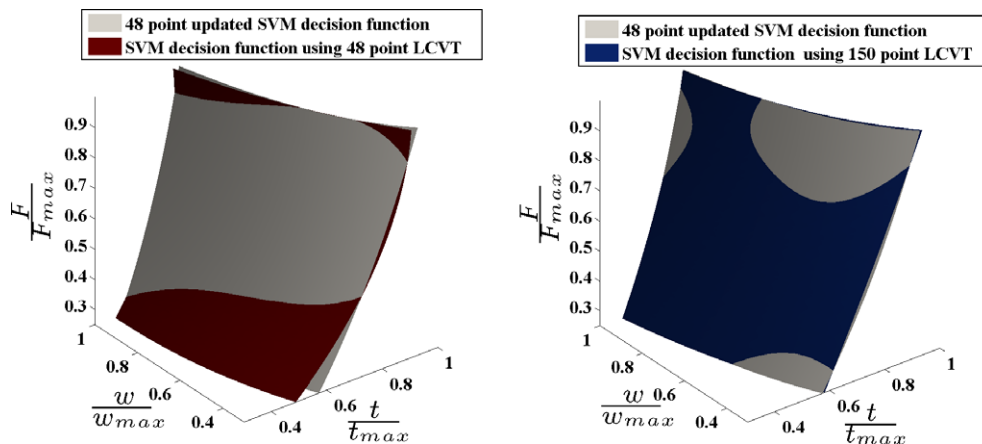 48 point updated SVM decision function
SVM decision function using 48 point LCVT
0.9
0.8
0.7
0.6
0.5
0.4
0.3
F
Fmax
1
0.8
0.6
0.4
w
wmax
0.4
0.6
0.8
1
t
tmax
48 point updated SVM decision function
SVM decision function using 150 point LCVT
0.9
0.8
0.7
0.6
0.5
0.4
0.3
F
Fmax
1
0.8
0.6
0.4
w
wmax
0.4
0.6
0.8
1
t
tmax